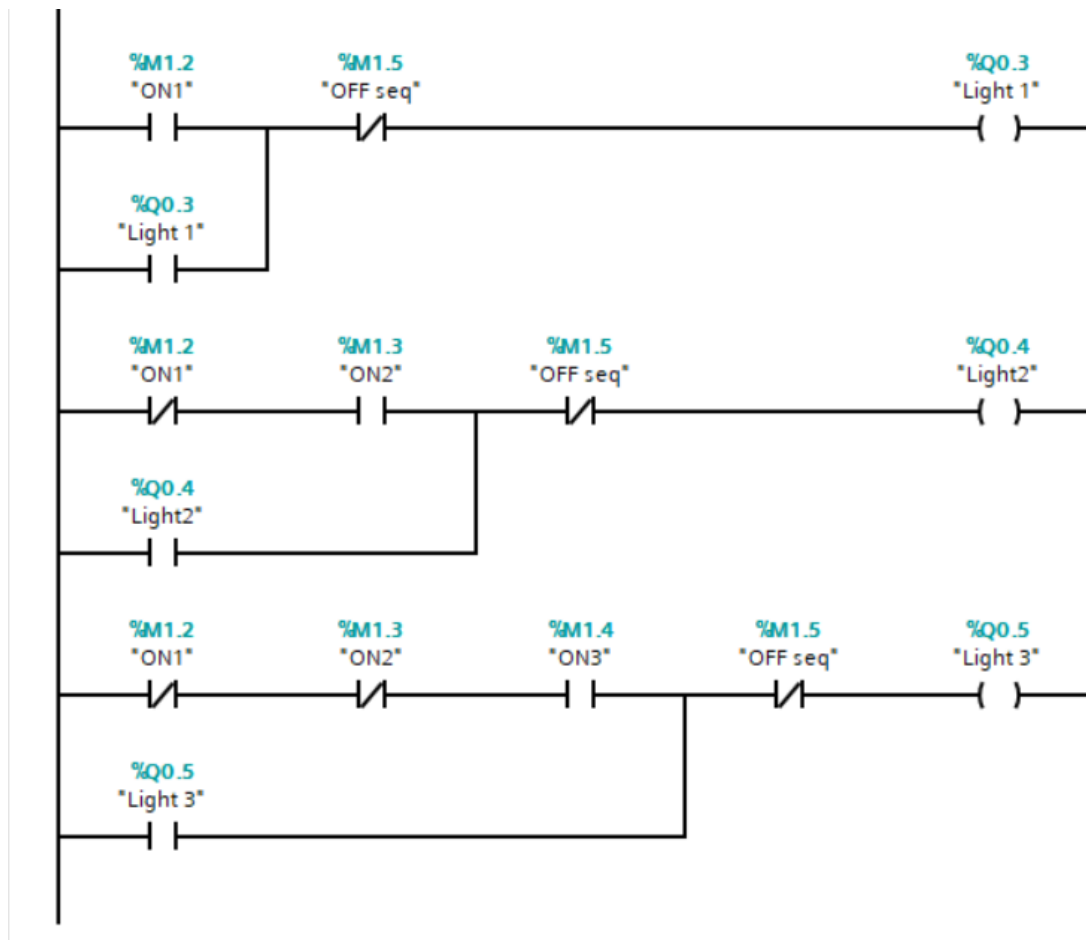 %M1.2 %M1.5 %Q0.3
"ON1" "OFF seq" "Light 1"
%Q0.3
"Light 1"
%M1.2 %M1.3 %M1.5 %Q0.4
"ON1" "ON2" "OFF seq" "Light2"
%Q0.4
"Light2"
%M1.2 %M1.3 %M1.4 %M1.5 %Q0.5
"ON1" "ON2" "ON3" "OFF seq" "Light 3"
%Q0.5
"Light 3"